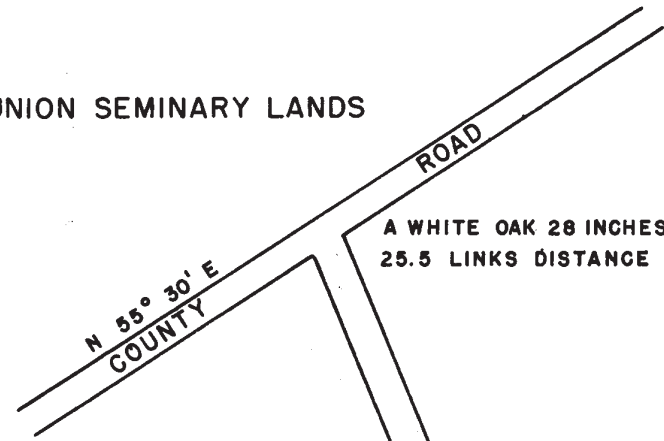 UNION SEMINARY LANDS
ROAD
A WHITE OAK 28 INCHES
25.5 LINKS DISTANCE
N 55° 30' E
COUNTY